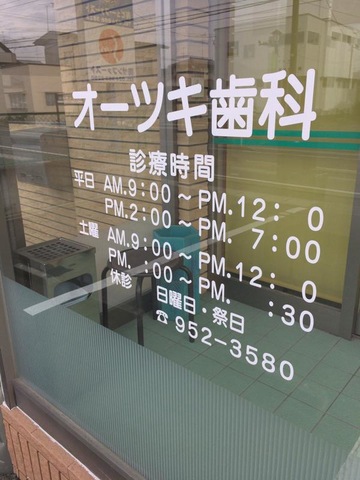 オーツキ歯科
診療時間
平日 AM.9:00～PM.12: 0
PM.2:00～PM. 7:00
土曜 AM.9:00～PM.12: 0
PM. :00～PM. :30
休診 日曜日・祭日
☎952-3580